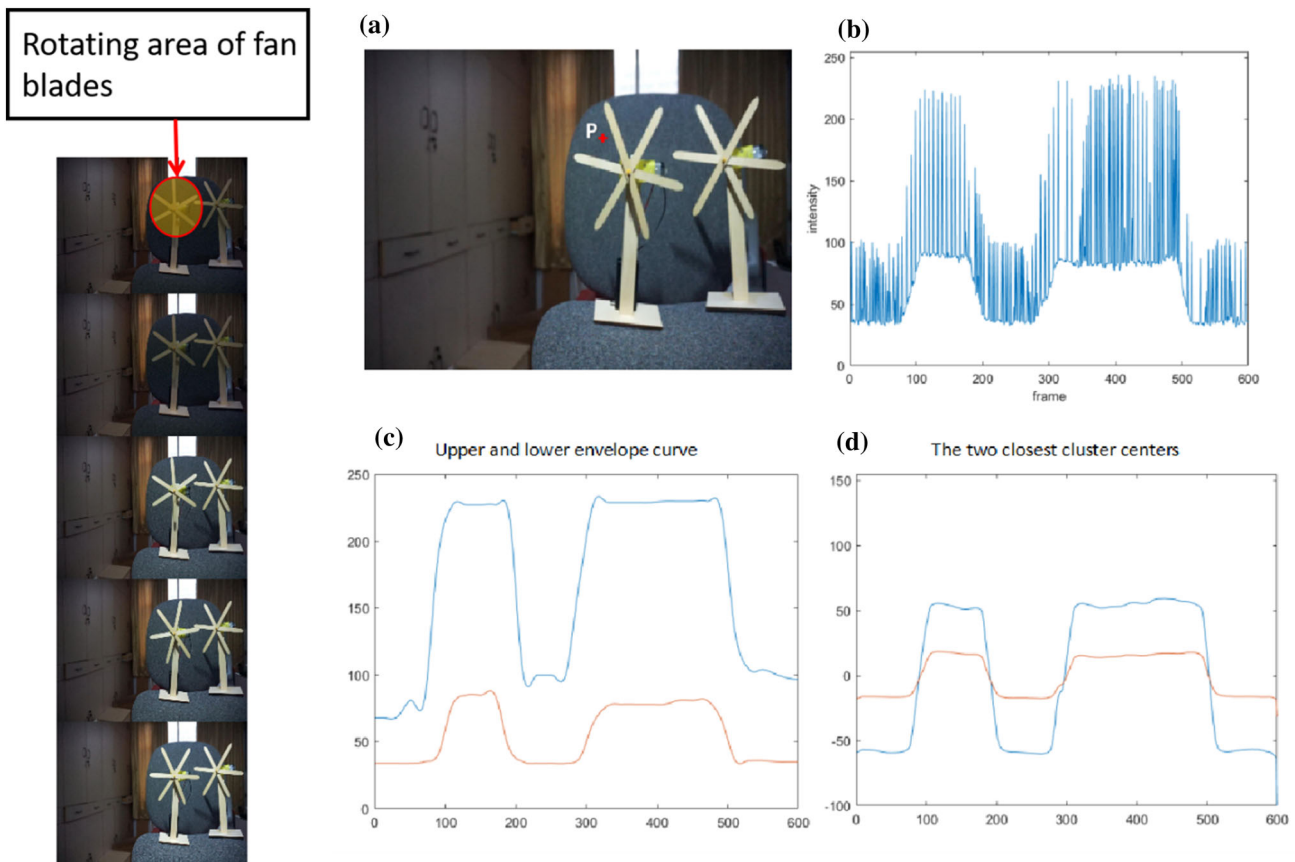 Rotating area of fan
blades
(a)
P
(b)
250
200
150
100
50
0
intensity
0 100 200 300 400 500 600
frame
(c)
Upper and lower envelope curve
250
200
150
100
50
0
0 100 200 300 400 500 600
(d)
The two closest cluster centers
150
100
50
0
-50
-100
0 100 200 300 400 500 600